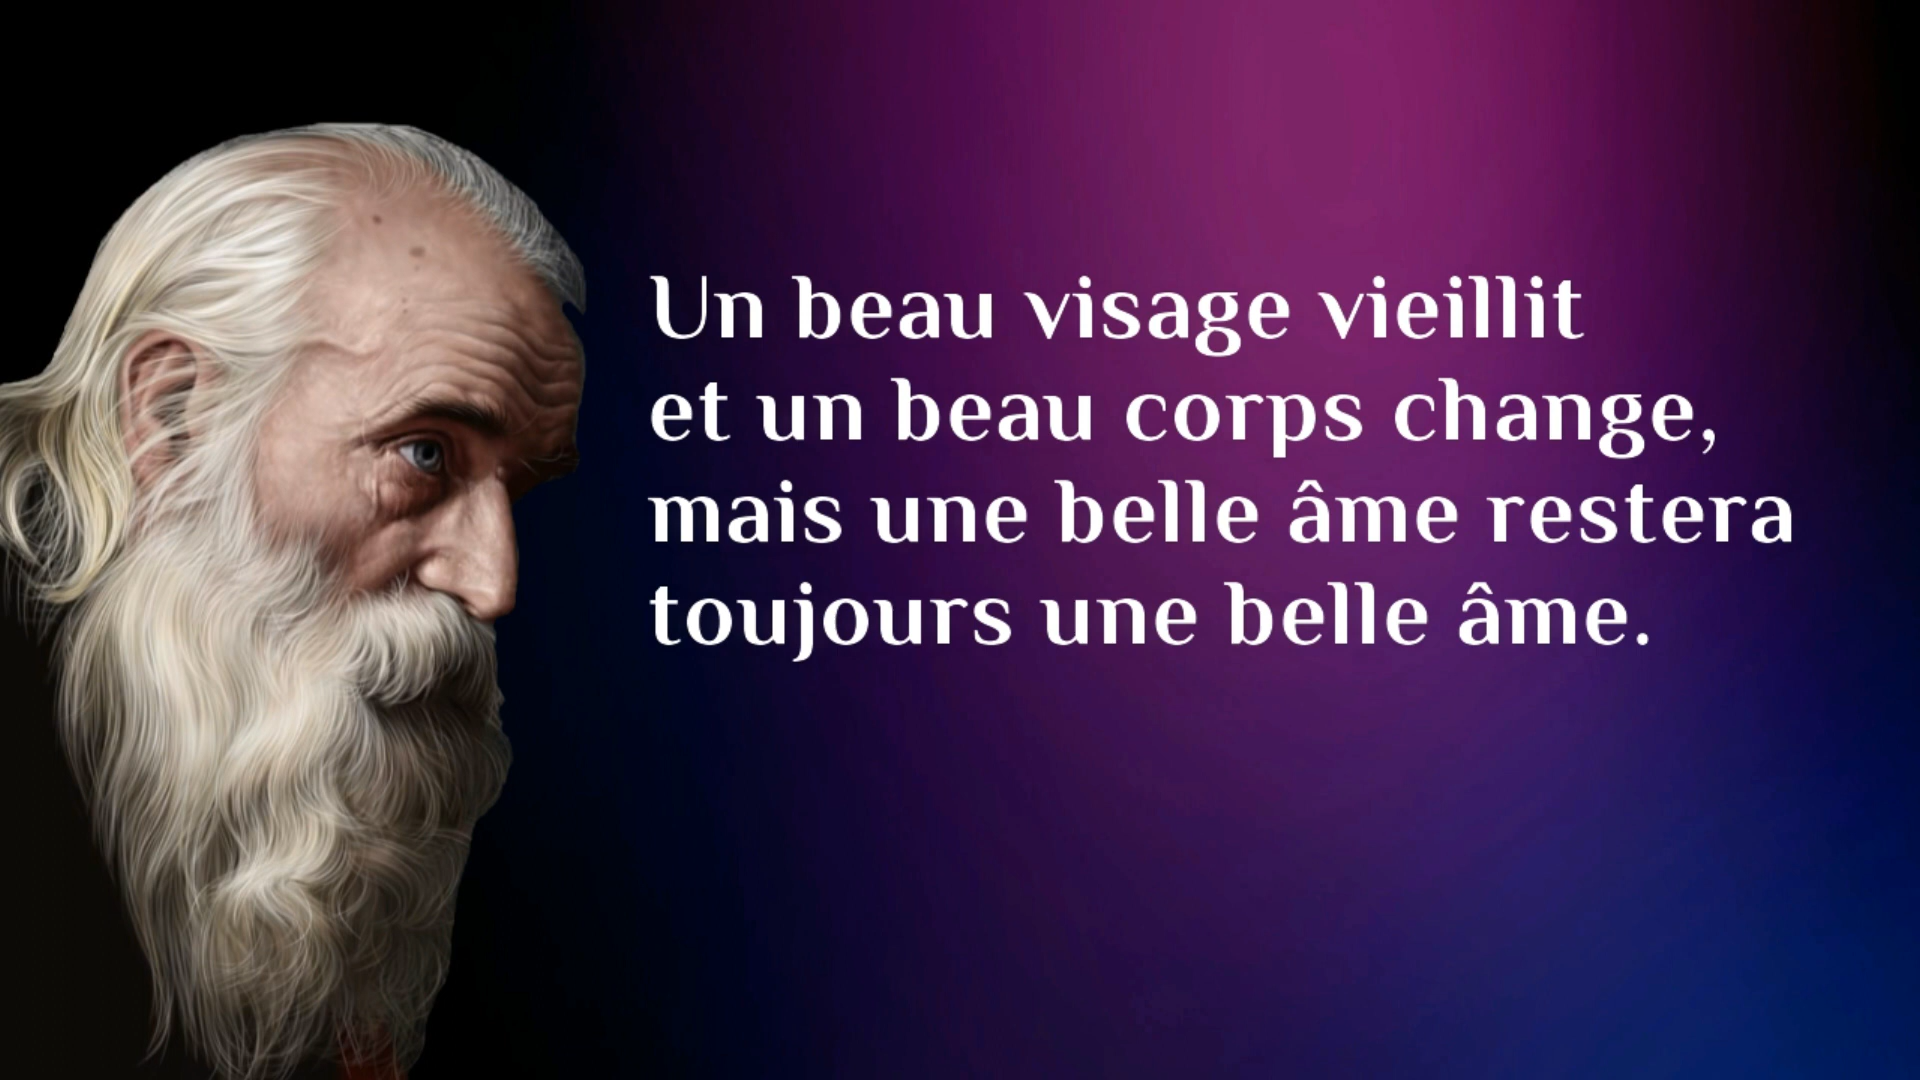 Un beau visage vieillit
et un beau corps change,
mais une belle âme restera
toujours une belle âme.